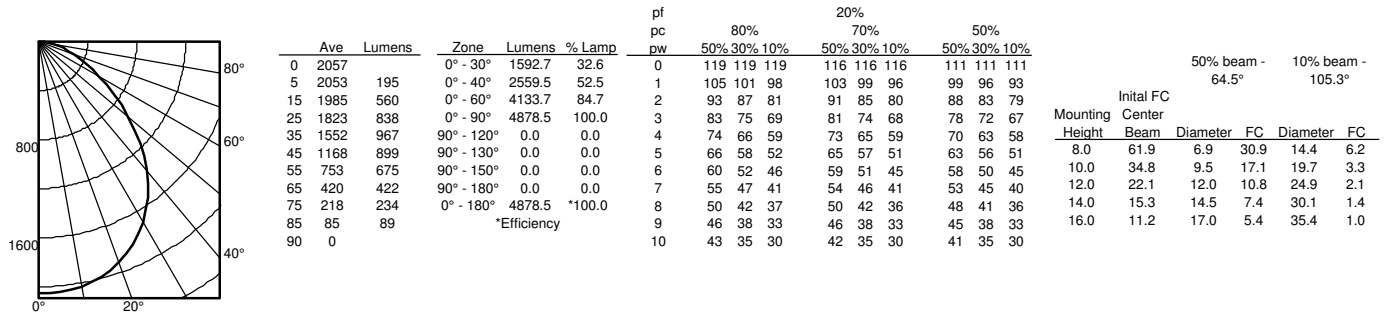 80°
60°
40°
800
1600
0° 20°
Ave Lumens
0 2057
5 2053 195
15 1985 560
25 1823 838
35 1552 967
45 1168 899
55 753 675
65 420 422
75 218 234
85 85 89
90 0
Zone Lumens % Lamp
0° - 30° 1592.7 32.6
0° - 40° 2559.5 52.5
0° - 60° 4133.7 84.7
0° - 90° 4878.5 100.0
90° - 120° 0.0 0.0
90° - 130° 0.0 0.0
90° - 150° 0.0 0.0
90° - 180° 0.0 0.0
0° - 180° 4878.5 *100.0
*Efficiency
pf 20%
pc 80% 70% 50%
pw 50% 30% 10% 50% 30% 10% 50% 30% 10%
0 119 119 119 116 116 116 111 111 111
1 105 101 98 103 99 96 99 96 93
2 93 87 81 91 85 80 88 83 79
3 83 75 69 81 74 68 78 72 67
4 74 66 59 73 65 59 70 63 58
5 66 58 52 65 57 51 63 56 51
6 60 52 46 59 51 45 58 50 45
7 55 47 41 54 46 41 53 45 40
8 50 42 37 50 42 36 48 41 36
9 46 38 33 46 38 33 45 38 33
10 43 35 30 42 35 30 41 35 30
50% beam - 10% beam -
64.5° 105.3°
Inital FC
Mounting Center
Height Beam Diameter FC Diameter FC
8.0 61.9 6.9 30.9 14.4 6.2
10.0 34.8 9.5 17.1 19.7 3.3
12.0 22.1 12.0 10.8 24.9 2.1
14.0 15.3 14.5 7.4 30.1 1.4
16.0 11.2 17.0 5.4 35.4 1.0